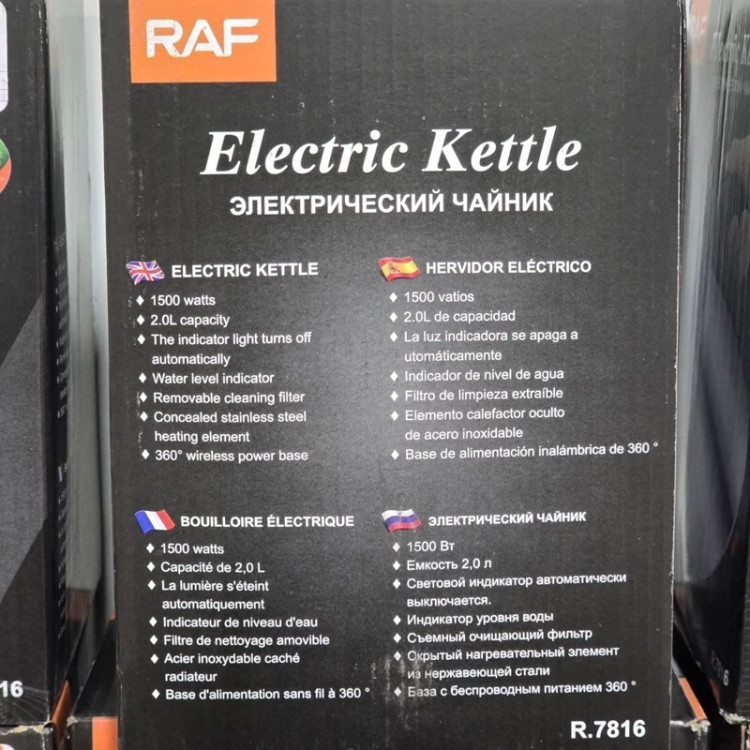 RAF
Electric Kettle
ЭЛЕКТРИЧЕСКИЙ ЧАЙНИК
ELECTRIC KETTLE
♦ 1500 watts
♦ 2.0L capacity
♦ The indicator light turns off
automatically
♦ Water level indicator
♦ Removable cleaning filter
♦ Concealed stainless steel
heating element
♦ 360° wireless power base
HERVIDOR ELÉCTRICO
♦ 1500 vatios
♦ 2.0L de capacidad
♦ La luz indicadora se apaga a
utomáticamente
♦ Indicador de nivel de agua
♦ Filtro de limpieza extraíble
♦ Elemento calefactor oculto
de acero inoxidable
♦ Base de alimentación inalámbrica de 360 °
BOUILLOIRE ÉLECTRIQUE
♦ 1500 watts
♦ Capacité de 2,0 L
♦ La lumière s'éteint
automatiquement
♦ Indicateur de niveau d'eau
♦ Filtre de nettoyage amovible
♦ Acier inoxydable caché
radiateur
♦ Base d'alimentation sans fil à 360 °
ЭЛЕКТРИЧЕСКИЙ ЧАЙНИК
♦ 1500 Вт
♦ Емкость 2,0 л
♦ Световой индикатор автоматически
выключается.
♦ Индикатор уровня воды
♦ Съемный очищающий фильтр
♦ Скрытый нагревательный элемент
из нержавеющей стали
♦ База с беспроводным питанием 360 °
R.7816
16